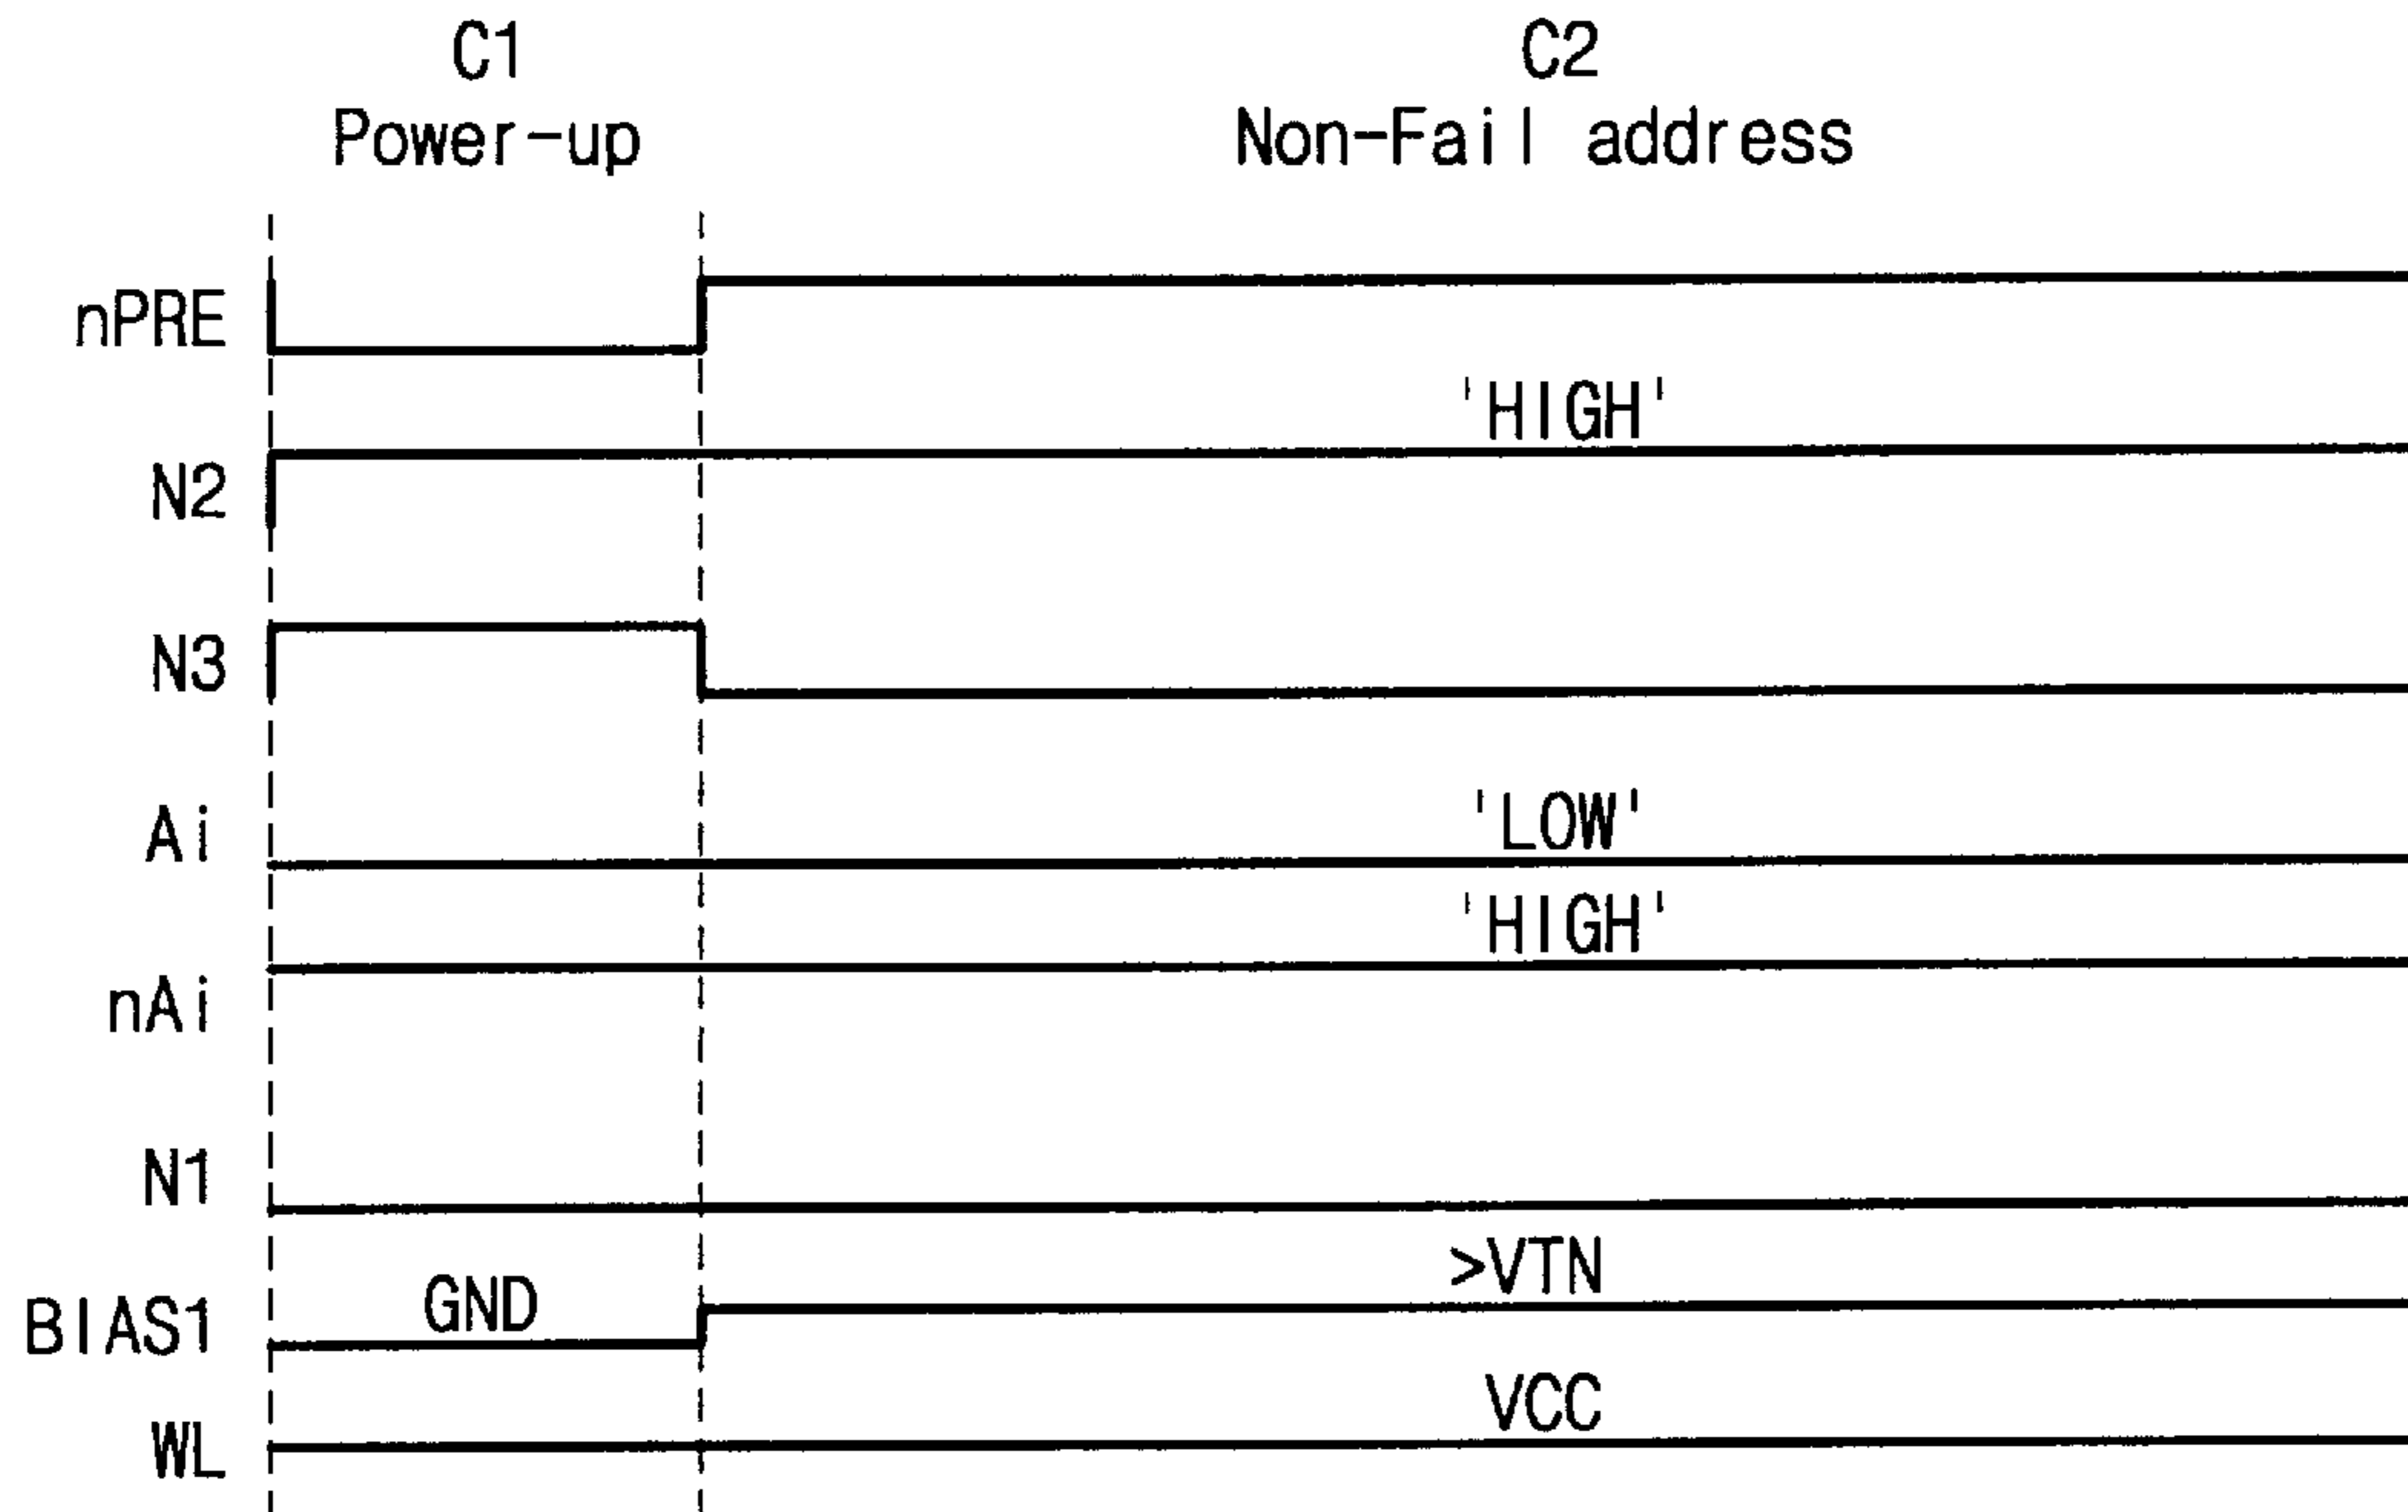 C1
C2
Power-up
Non-Fail address
nPRE
'HIGH'
N2
N3
Ai
'LOW'
'HIGH'
nAi
N1
>VTN
BIAS1
GND
VCC
WL